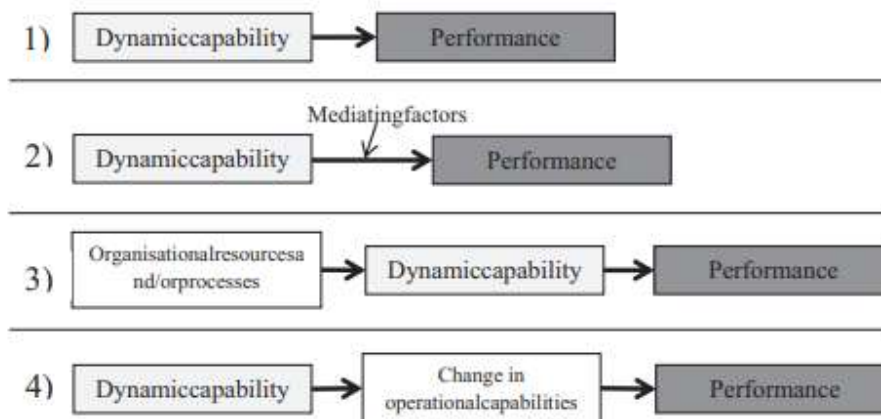 1) Dynamiccapability Performance
Mediatingfactors
2) Dynamiccapability Performance
Organisationalresourcesa
nd/orprocesses
3) Dynamiccapability Performance
Change in
operationalcapabilities
4) Dynamiccapability Performance